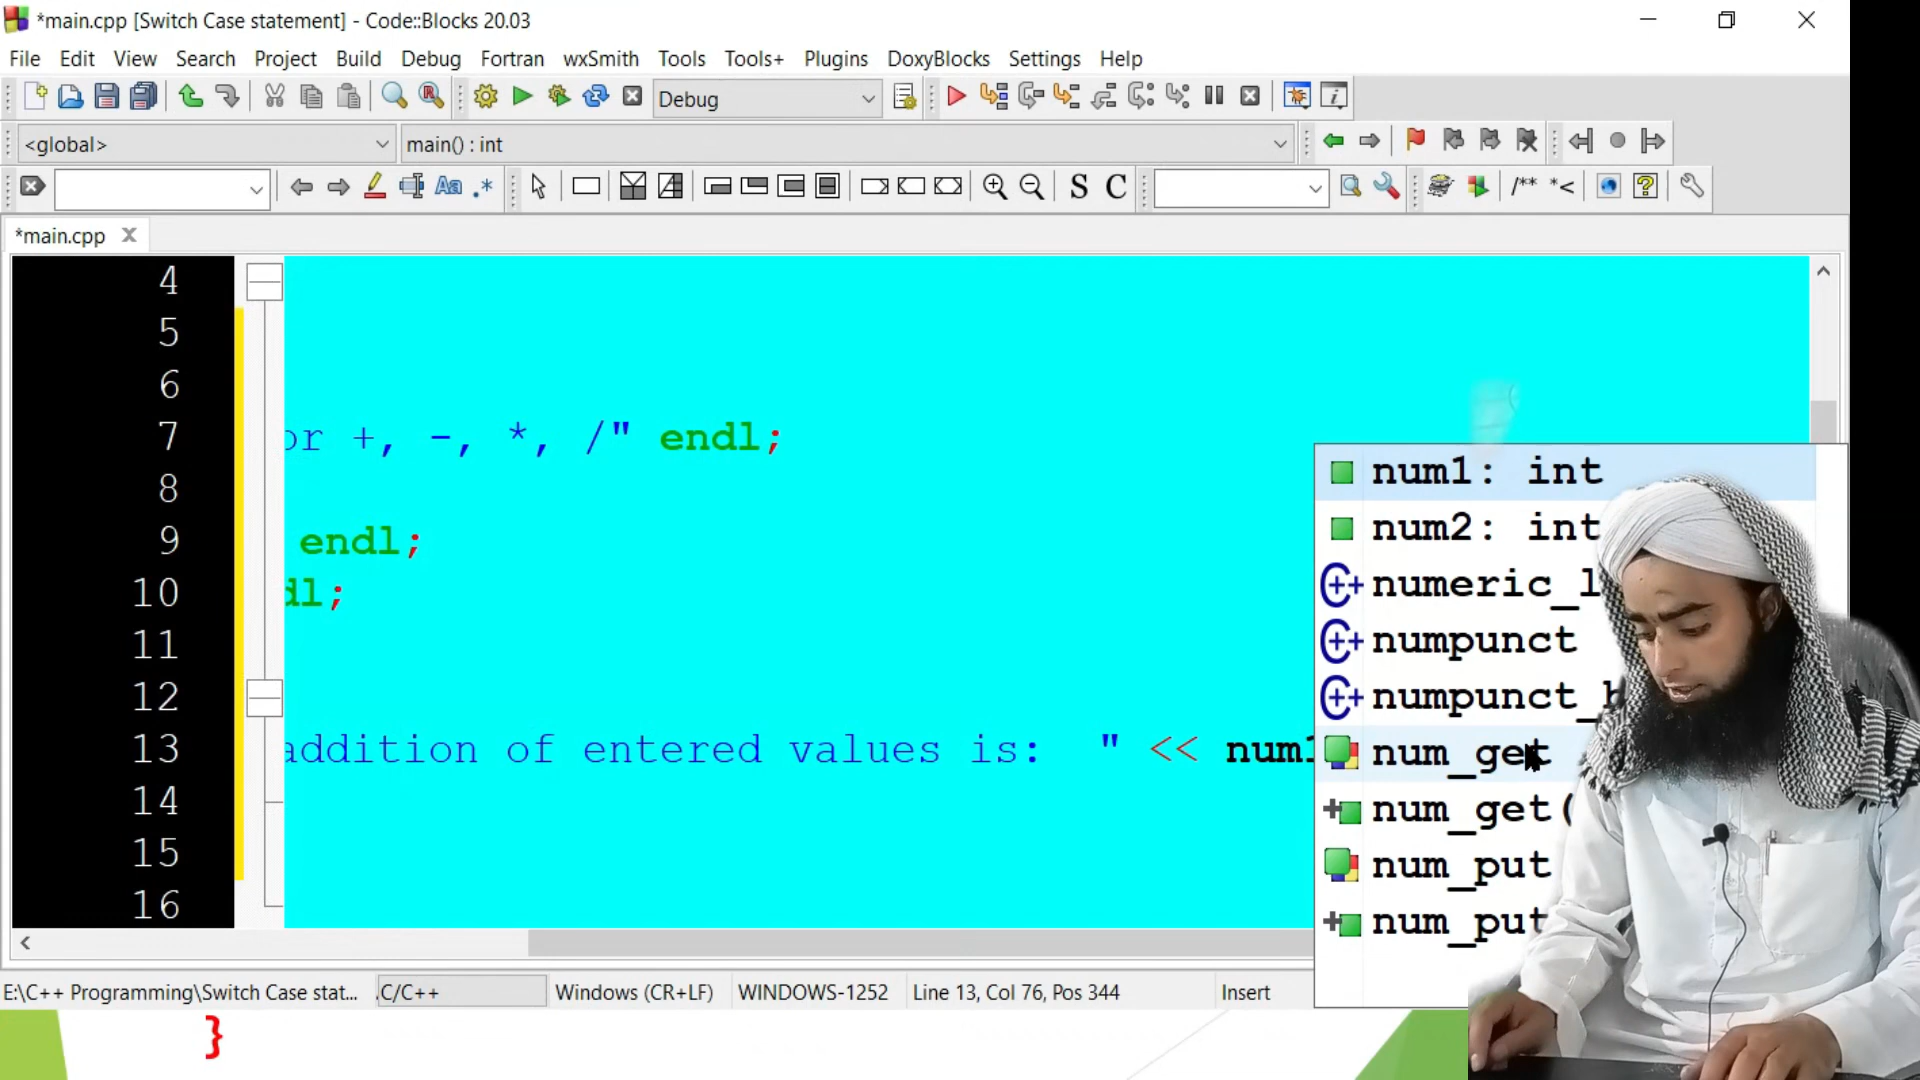 *main.cpp [Switch Case statement] - Code::Blocks 20.03
File Edit View Search Project Build Debug Fortran wxSmith Tools Tools+ Plugins DoxyBlocks Settings Help
Debug
<global> main() : int
S C /** *<
*main.cpp
4
5
6
7 or +, -, *, /" endl;
8
9 endl;
10 dl;
11
12
13 addition of entered values is:  " << num1
14
15
16
num1: int
num2: int
numpunct
num_get
num_get(
num_put
num_put
E:\C++ Programming\Switch Case stat... C/C++ Windows (CR+LF) WINDOWS-1252 Line 13, Col 76, Pos 344 Insert
}